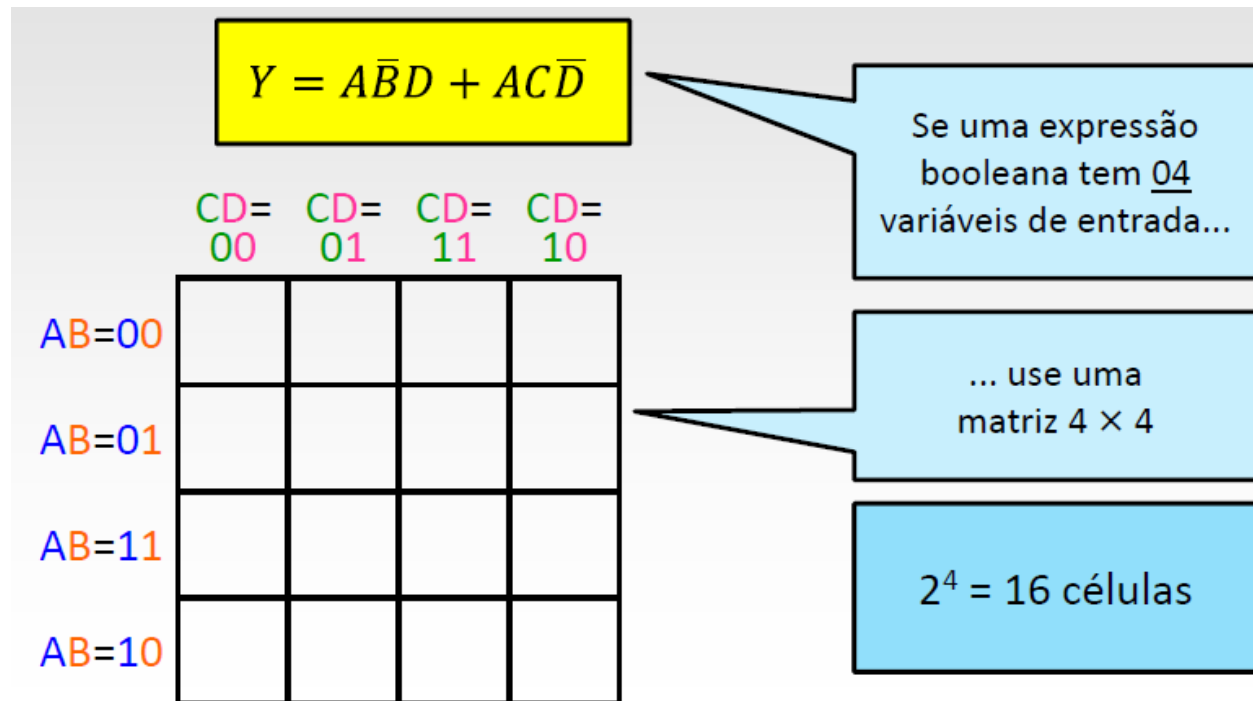 Y = AB̅D + ACD̅
Se uma expressão
booleana tem 04
variáveis de entrada...
CD= CD= CD= CD=
00 01 11 10
AB=00
AB=01
AB=11
AB=10
... use uma
matriz 4 × 4
2⁴ = 16 células